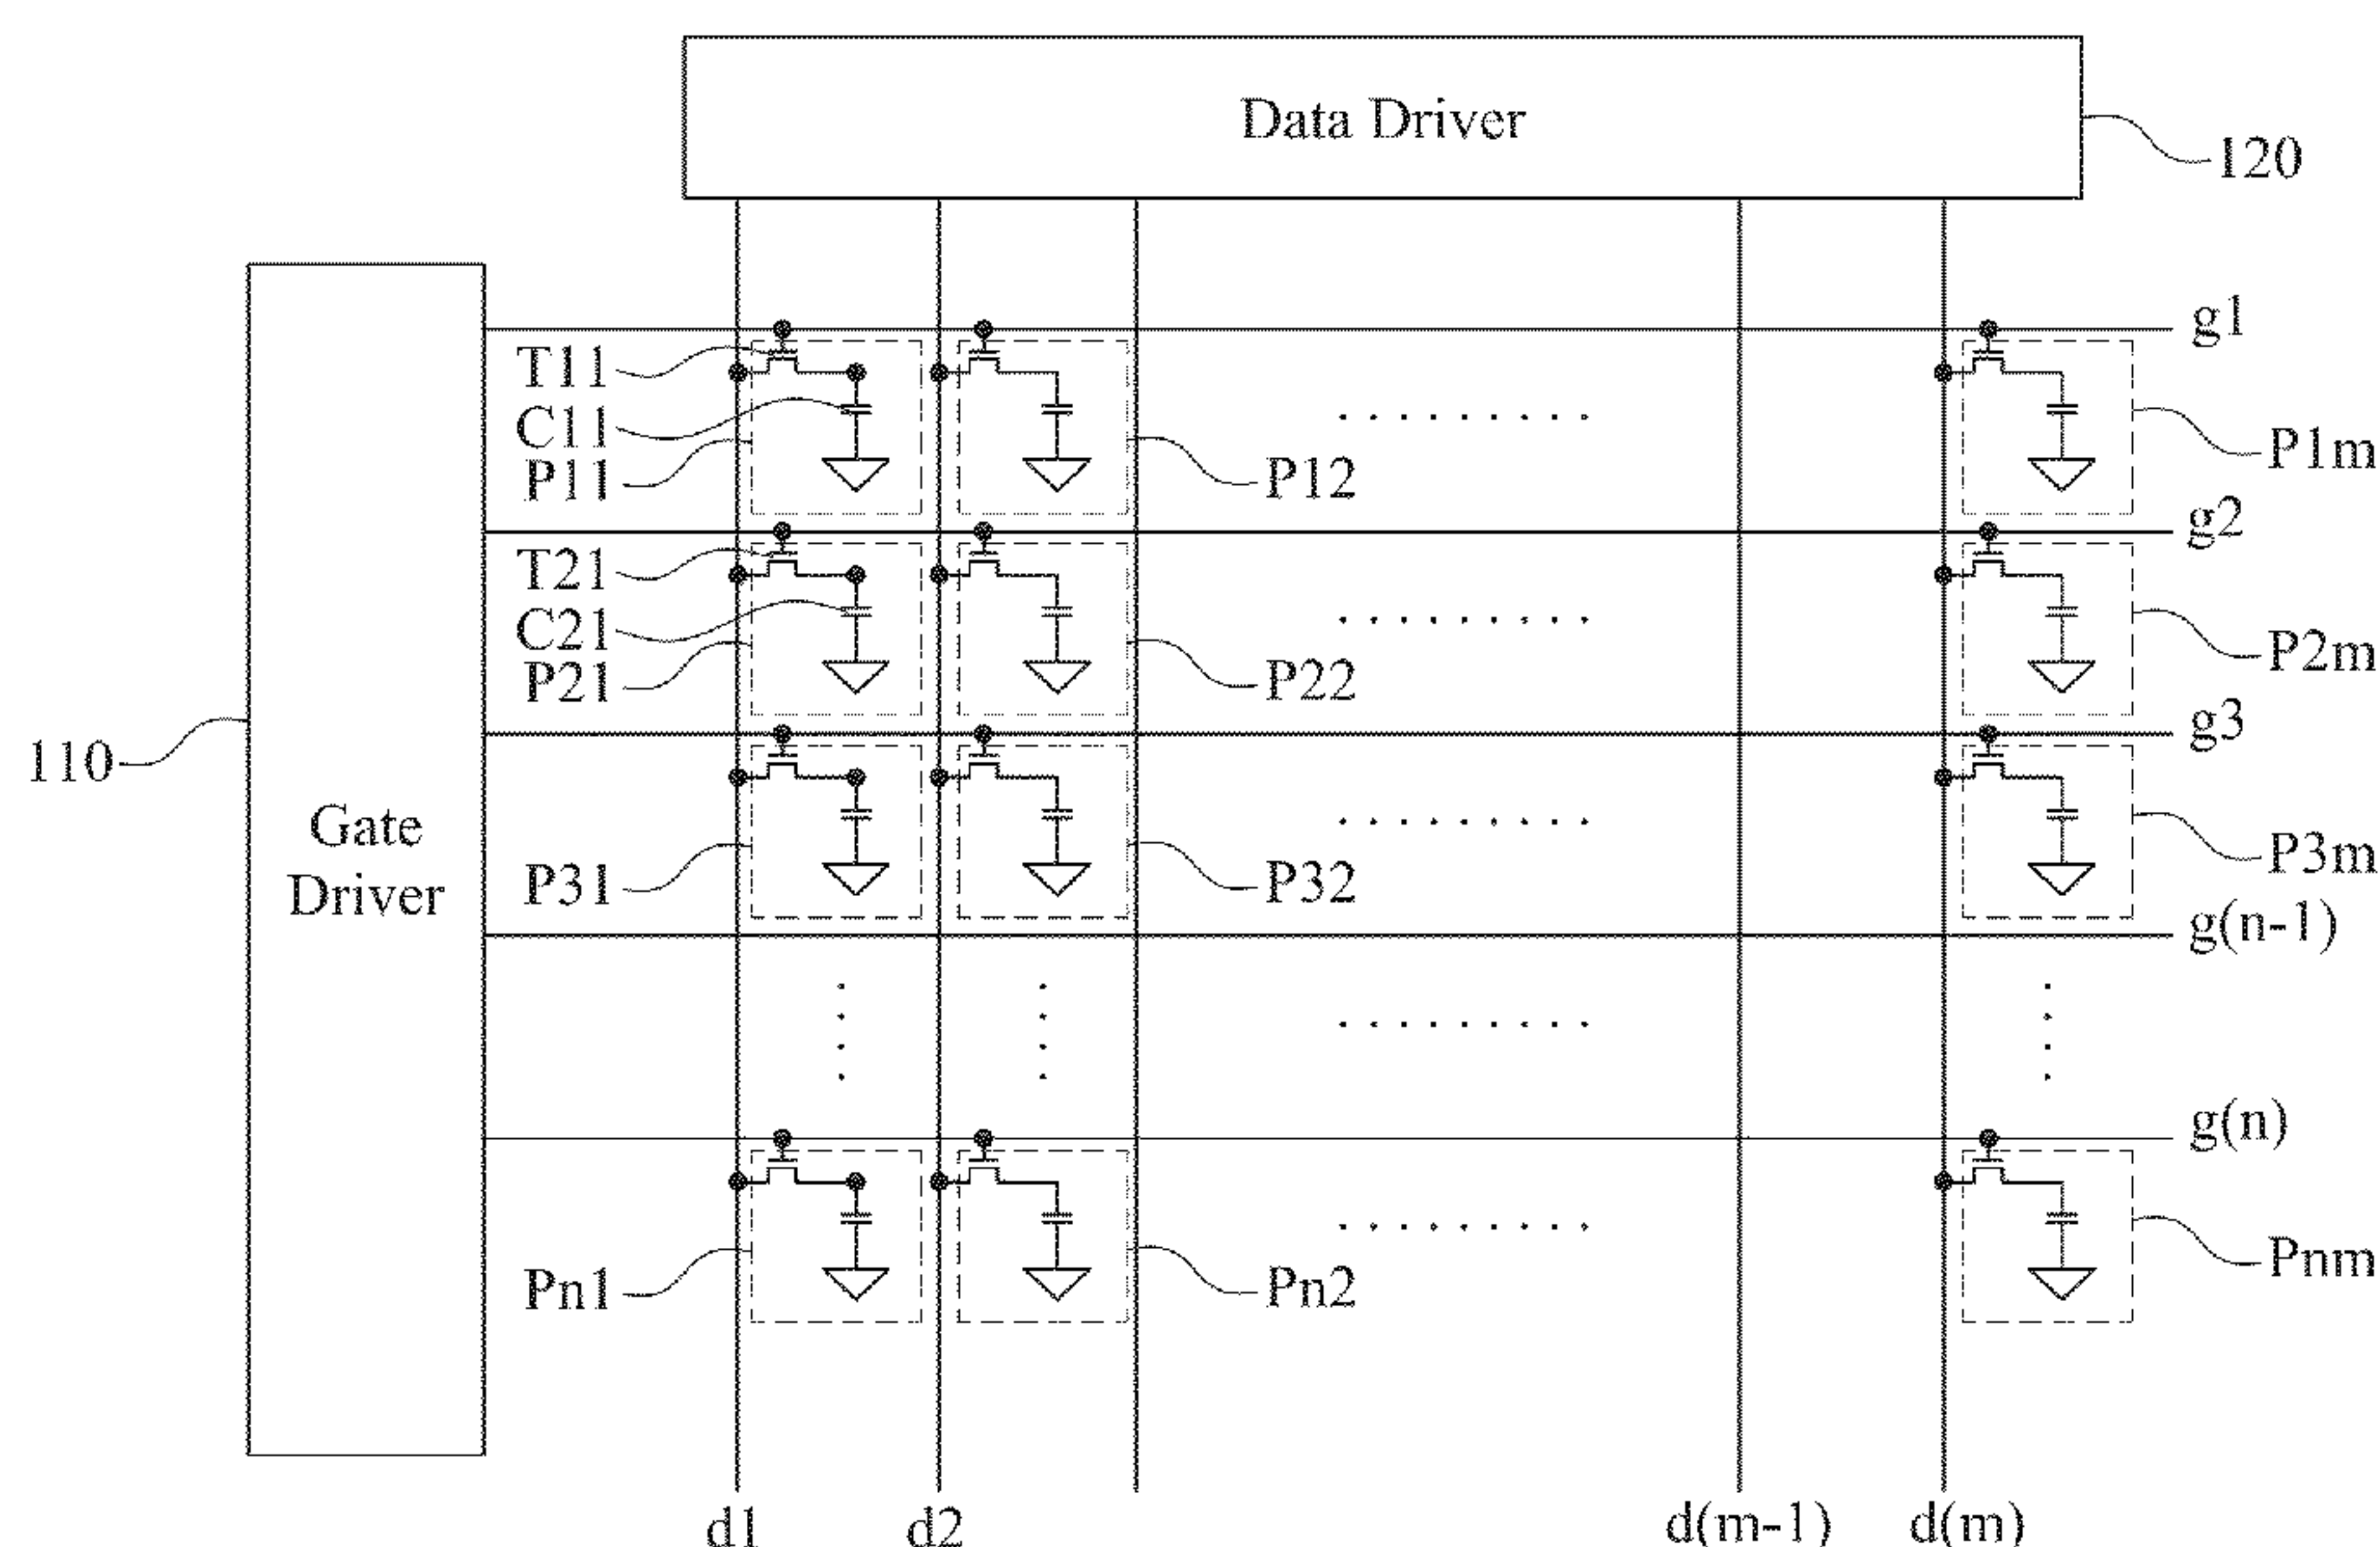 Data Driver
120
g1
T11
C11
P11
P12
P1m
g2
T21
C21
P21
P22
P2m
g3
110
Gate
Driver
P31
P32
P3m
g(n-1)
g(n)
Pn1
Pn2
Pnm
d1
d2
d(m-1)
d(m)